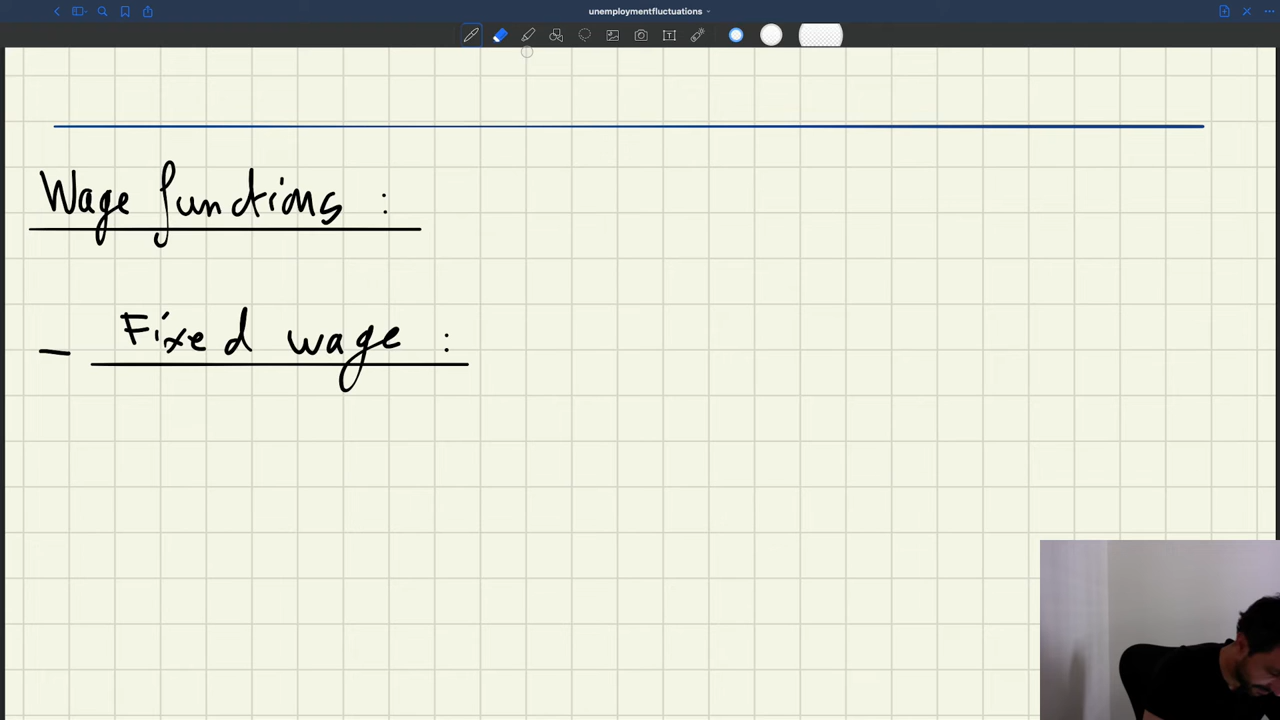 unemploymentfluctuations
Wage functions :
- Fixed wage :